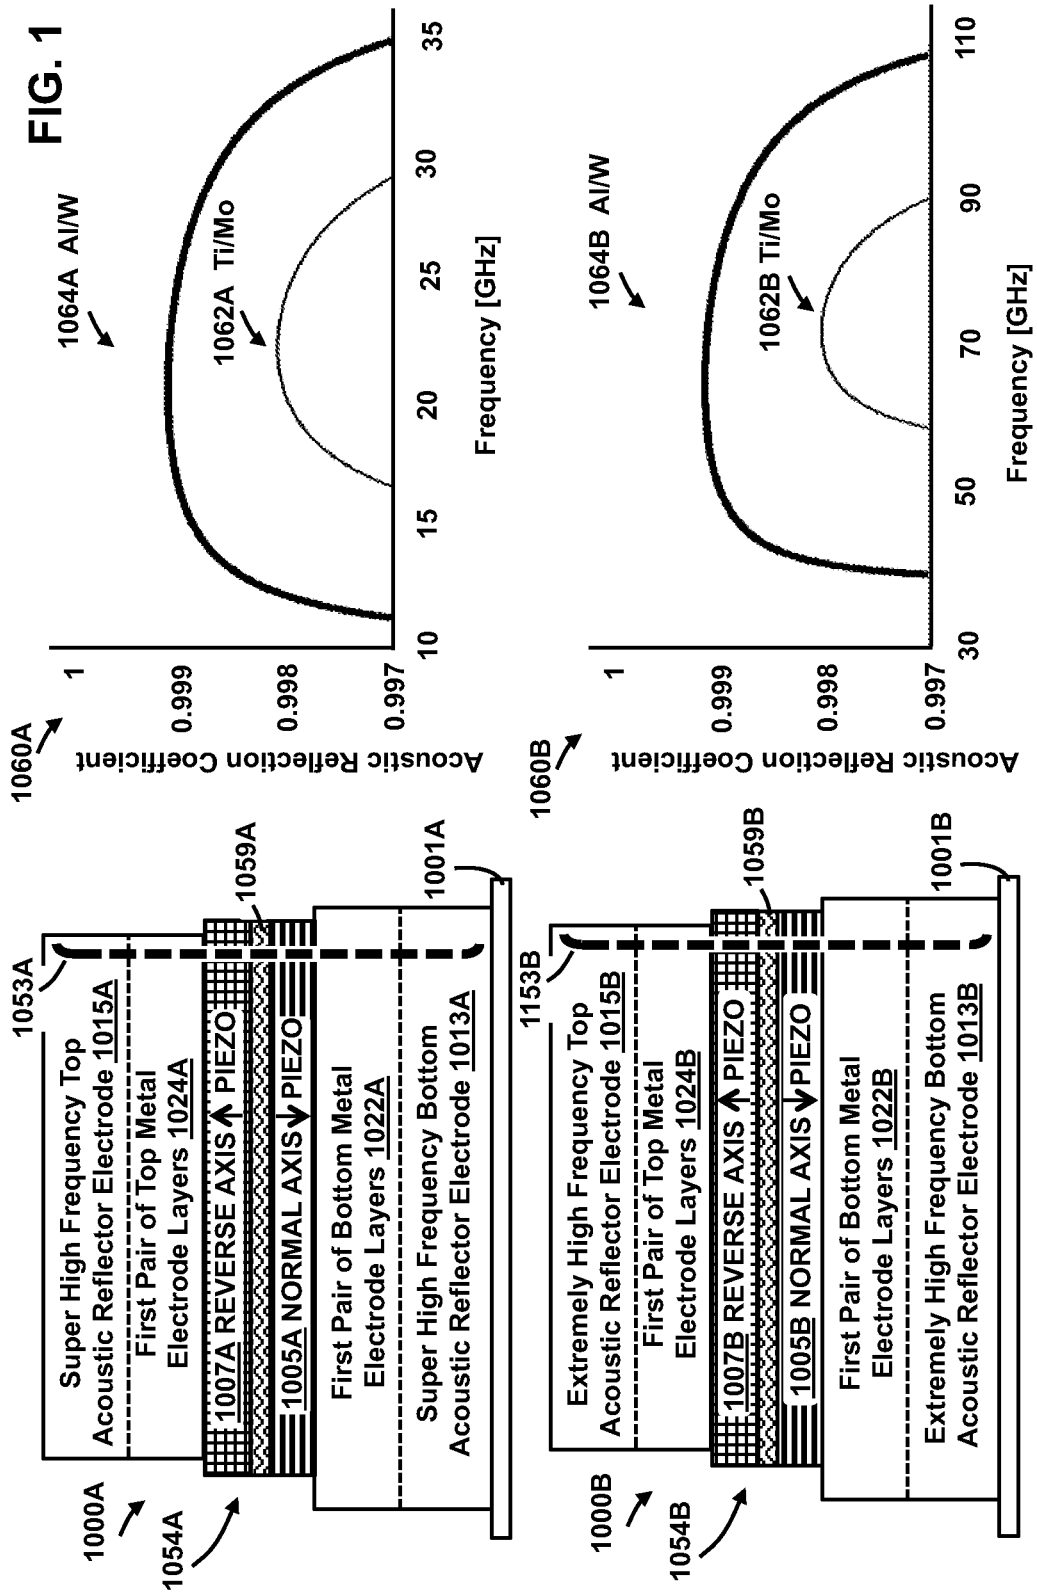 FIG. 1
1000A
1054A
1053A
Super High Frequency Top
Acoustic Reflector Electrode 1015A
First Pair of Top Metal
Electrode Layers 1024A
1007A REVERSE AXIS PIEZO
1059A
1005A NORMAL AXIS PIEZO
First Pair of Bottom Metal
Electrode Layers 1022A
Super High Frequency Bottom
Acoustic Reflector Electrode 1013A
1001A
1060A
Acoustic Reflection Coefficient
1
0.999
0.998
0.997
1064A Al/W
1062A Ti/Mo
10
15
20
25
30
35
Frequency [GHz]
1000B
1054B
1153B
Extremely High Frequency Top
Acoustic Reflector Electrode 1015B
First Pair of Top Metal
Electrode Layers 1024B
1007B REVERSE AXIS PIEZO
1059B
1005B NORMAL AXIS PIEZO
First Pair of Bottom Metal
Electrode Layers 1022B
Extremely High Frequency Bottom
Acoustic Reflector Electrode 1013B
1001B
1060B
Acoustic Reflection Coefficient
1
0.999
0.998
0.997
1064B Al/W
1062B Ti/Mo
30
50
70
90
110
Frequency [GHz]